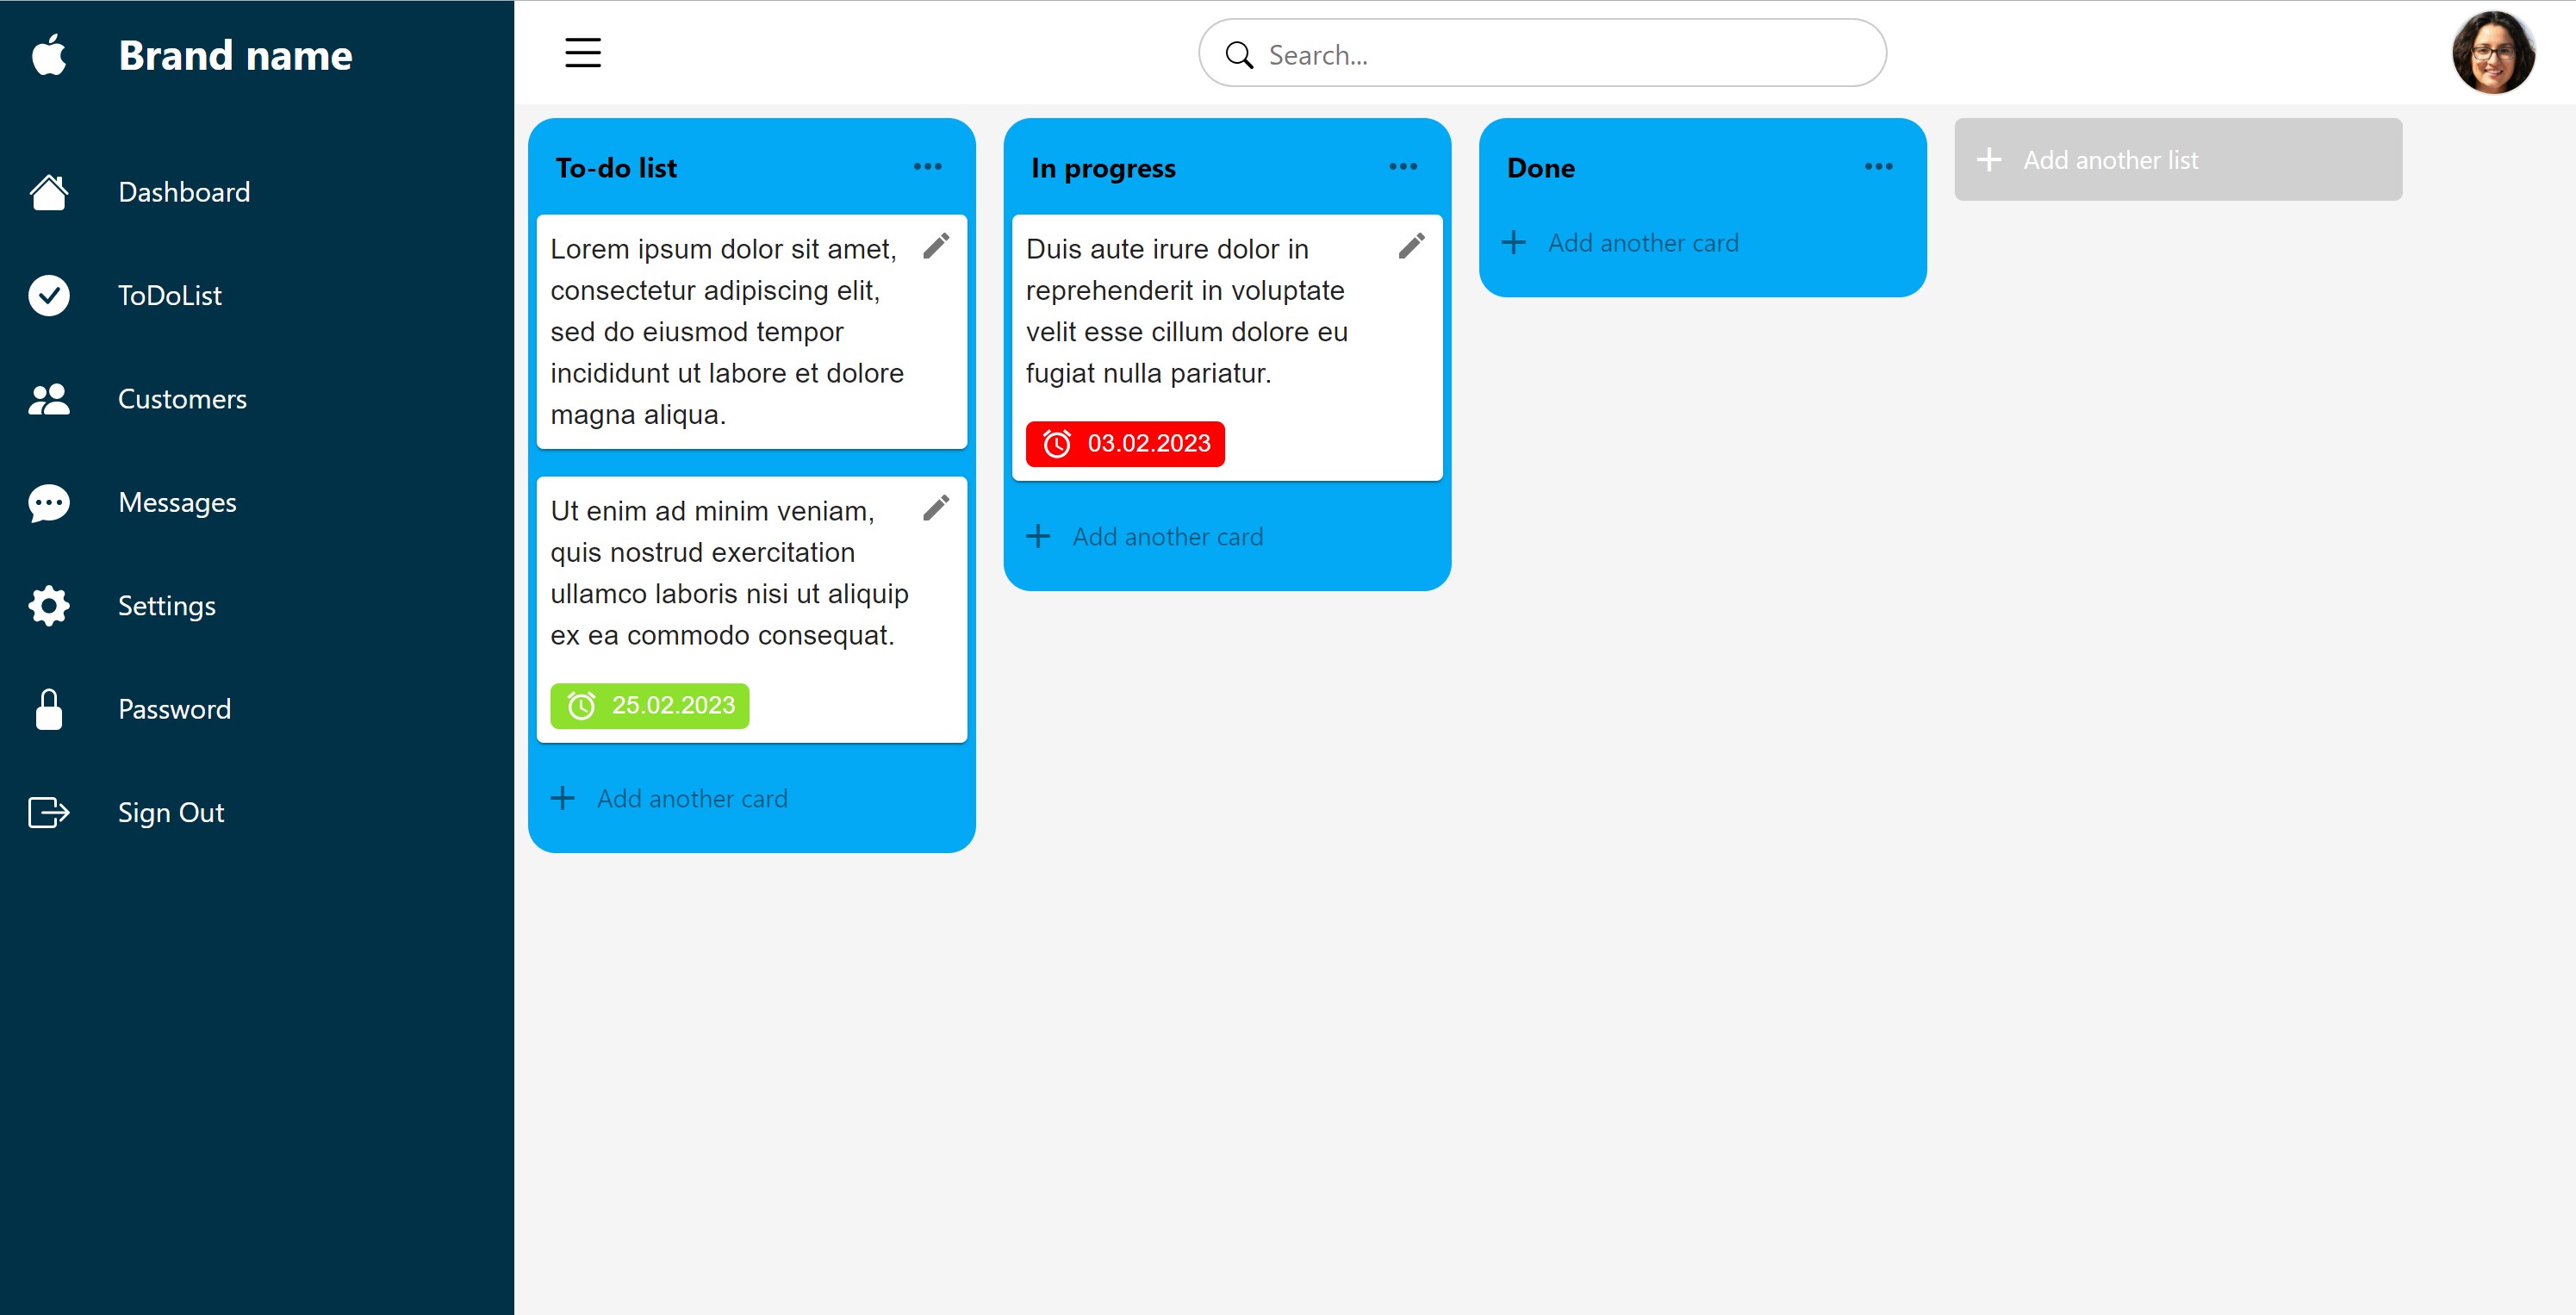 Brand name
Dashboard
ToDoList
Customers
Messages
Settings
Password
Sign Out
Search...
To-do list
Lorem ipsum dolor sit amet,
consectetur adipiscing elit,
sed do eiusmod tempor
incididunt ut labore et dolore
magna aliqua.
Ut enim ad minim veniam,
quis nostrud exercitation
ullamco laboris nisi ut aliquip
ex ea commodo consequat.
25.02.2023
Add another card
In progress
Duis aute irure dolor in
reprehenderit in voluptate
velit esse cillum dolore eu
fugiat nulla pariatur.
03.02.2023
Add another card
Done
Add another card
Add another list